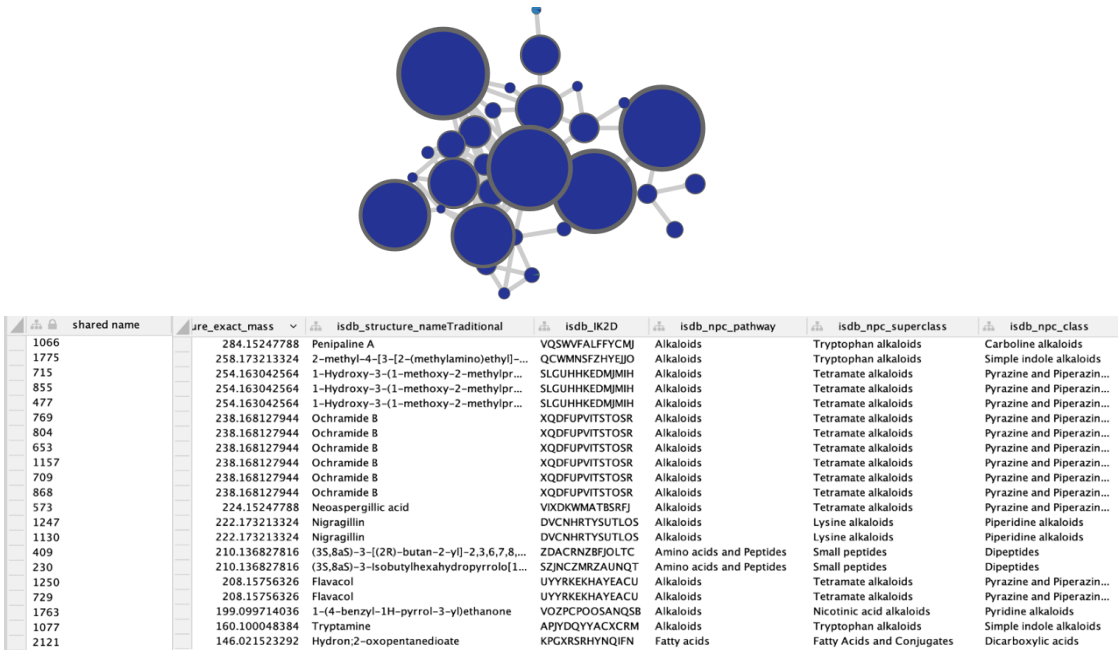 shared name ure_exact_mass isdb_structure_nameTraditional isdb_IK2D isdb_npc_pathway isdb_npc_superclass isdb_npc_class
1066 284.15247788 Penipaline A VQSWVFALFFYCMJ Alkaloids Tryptophan alkaloids Carboline alkaloids
1775 258.173213324 2-methyl-4-[3-[2-(methylamino)ethyl]-... QCWMNSFZHYEJJO Alkaloids Tryptophan alkaloids Simple indole alkaloids
715 254.163042564 1-Hydroxy-3-(1-methoxy-2-methylpr... SLGUHHKEDMJMIH Alkaloids Tetramate alkaloids Pyrazine and Piperazin...
855 254.163042564 1-Hydroxy-3-(1-methoxy-2-methylpr... SLGUHHKEDMJMIH Alkaloids Tetramate alkaloids Pyrazine and Piperazin...
477 254.163042564 1-Hydroxy-3-(1-methoxy-2-methylpr... SLGUHHKEDMJMIH Alkaloids Tetramate alkaloids Pyrazine and Piperazin...
769 238.168127944 Ochramide B XQDFUPVITSTOSR Alkaloids Tetramate alkaloids Pyrazine and Piperazin...
804 238.168127944 Ochramide B XQDFUPVITSTOSR Alkaloids Tetramate alkaloids Pyrazine and Piperazin...
653 238.168127944 Ochramide B XQDFUPVITSTOSR Alkaloids Tetramate alkaloids Pyrazine and Piperazin...
1157 238.168127944 Ochramide B XQDFUPVITSTOSR Alkaloids Tetramate alkaloids Pyrazine and Piperazin...
709 238.168127944 Ochramide B XQDFUPVITSTOSR Alkaloids Tetramate alkaloids Pyrazine and Piperazin...
868 238.168127944 Ochramide B XQDFUPVITSTOSR Alkaloids Tetramate alkaloids Pyrazine and Piperazin...
573 224.15247788 Neoaspergillic acid VIXDKWMATBSRFJ Alkaloids Tetramate alkaloids Pyrazine and Piperazin...
1247 222.173213324 Nigragillin DVCNHRTYSUTLOS Alkaloids Lysine alkaloids Piperidine alkaloids
1130 222.173213324 Nigragillin DVCNHRTYSUTLOS Alkaloids Lysine alkaloids Piperidine alkaloids
409 210.136827816 (3S,8aS)-3-[(2R)-butan-2-yl]-2,3,6,7,8,... ZDACRNZBFJOLTC Amino acids and Peptides Small peptides Dipeptides
230 210.136827816 (3S,8aS)-3-Isobutylhexahydropyrrolo[1... SZJNCZMRZAUNQT Amino acids and Peptides Small peptides Dipeptides
1250 208.15756326 Flavacol UYYRKEKHAYEACU Alkaloids Tetramate alkaloids Pyrazine and Piperazin...
729 208.15756326 Flavacol UYYRKEKHAYEACU Alkaloids Tetramate alkaloids Pyrazine and Piperazin...
1763 199.099714036 1-(4-benzyl-1H-pyrrol-3-yl)ethanone VOZPCPOOSANQSB Alkaloids Nicotinic acid alkaloids Pyridine alkaloids
1077 160.100048384 Tryptamine APJYDQYYACXCRM Alkaloids Tryptophan alkaloids Simple indole alkaloids
2121 146.021523292 Hydron;2-oxopentanedioate KPGXRSRHYNQIFN Fatty acids Fatty Acids and Conjugates Dicarboxylic acids